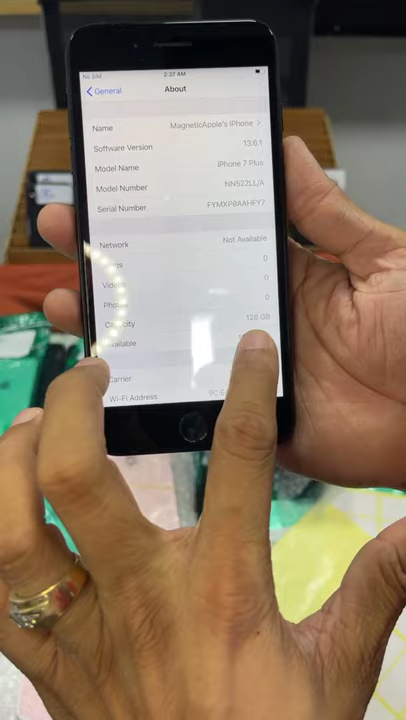 No SIM
2:37 AM
General
About
Name MagneticApple's iPhone
Software Version 13.6.1
Model Name iPhone 7 Plus
Model Number NN522LL/A
Serial Number FYMXP8AAHFY7
Network Not Available
0
Videos 0
Photos 0
Capacity 128 GB
Available
Carrier
Wi-Fi Address